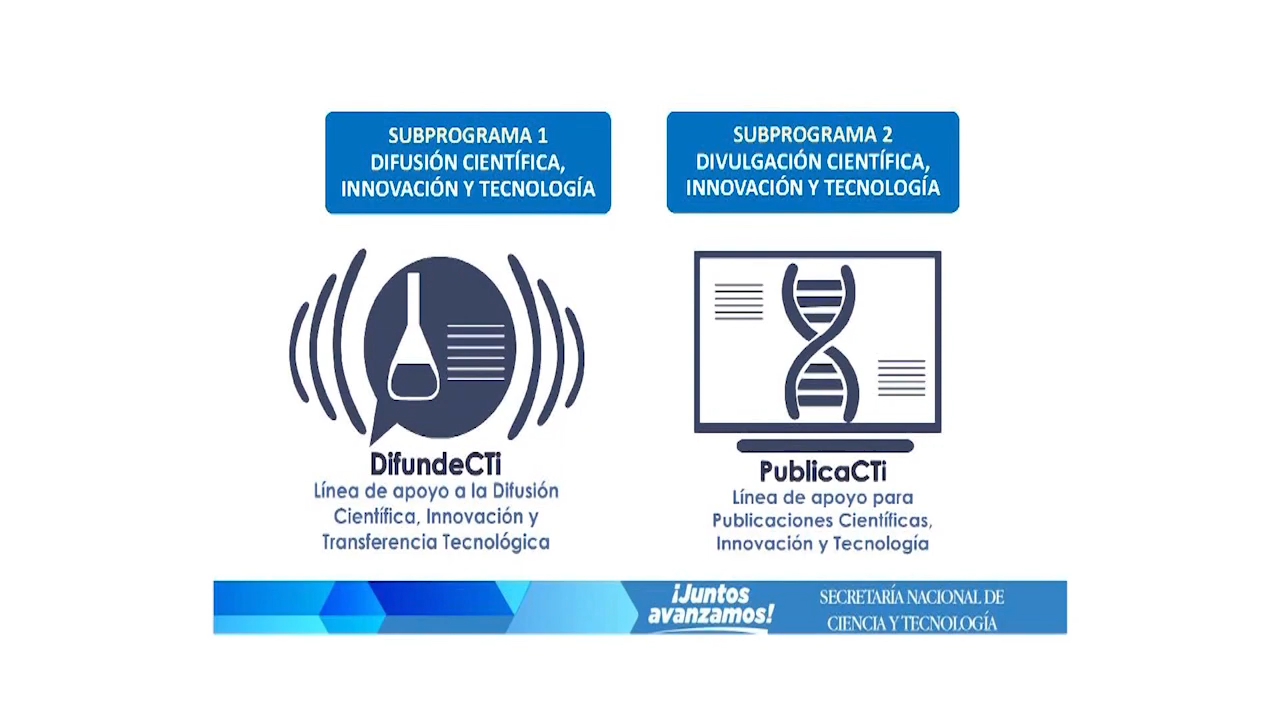 SUBPROGRAMA 1
DIFUSIÓN CIENTÍFICA,
INNOVACIÓN Y TECNOLOGÍA
SUBPROGRAMA 2
DIVULGACIÓN CIENTÍFICA,
INNOVACIÓN Y TECNOLOGÍA
DifundeCTi
Línea de apoyo a la Difusión
Científica, Innovación y
Transferencia Tecnológica
PublicaCTi
Línea de apoyo para
Publicaciones Científicas,
Innovación y Tecnología
¡Juntos
avanzamos!
SECRETARÍA NACIONAL DE
CIENCIA Y TECNOLOGÍA